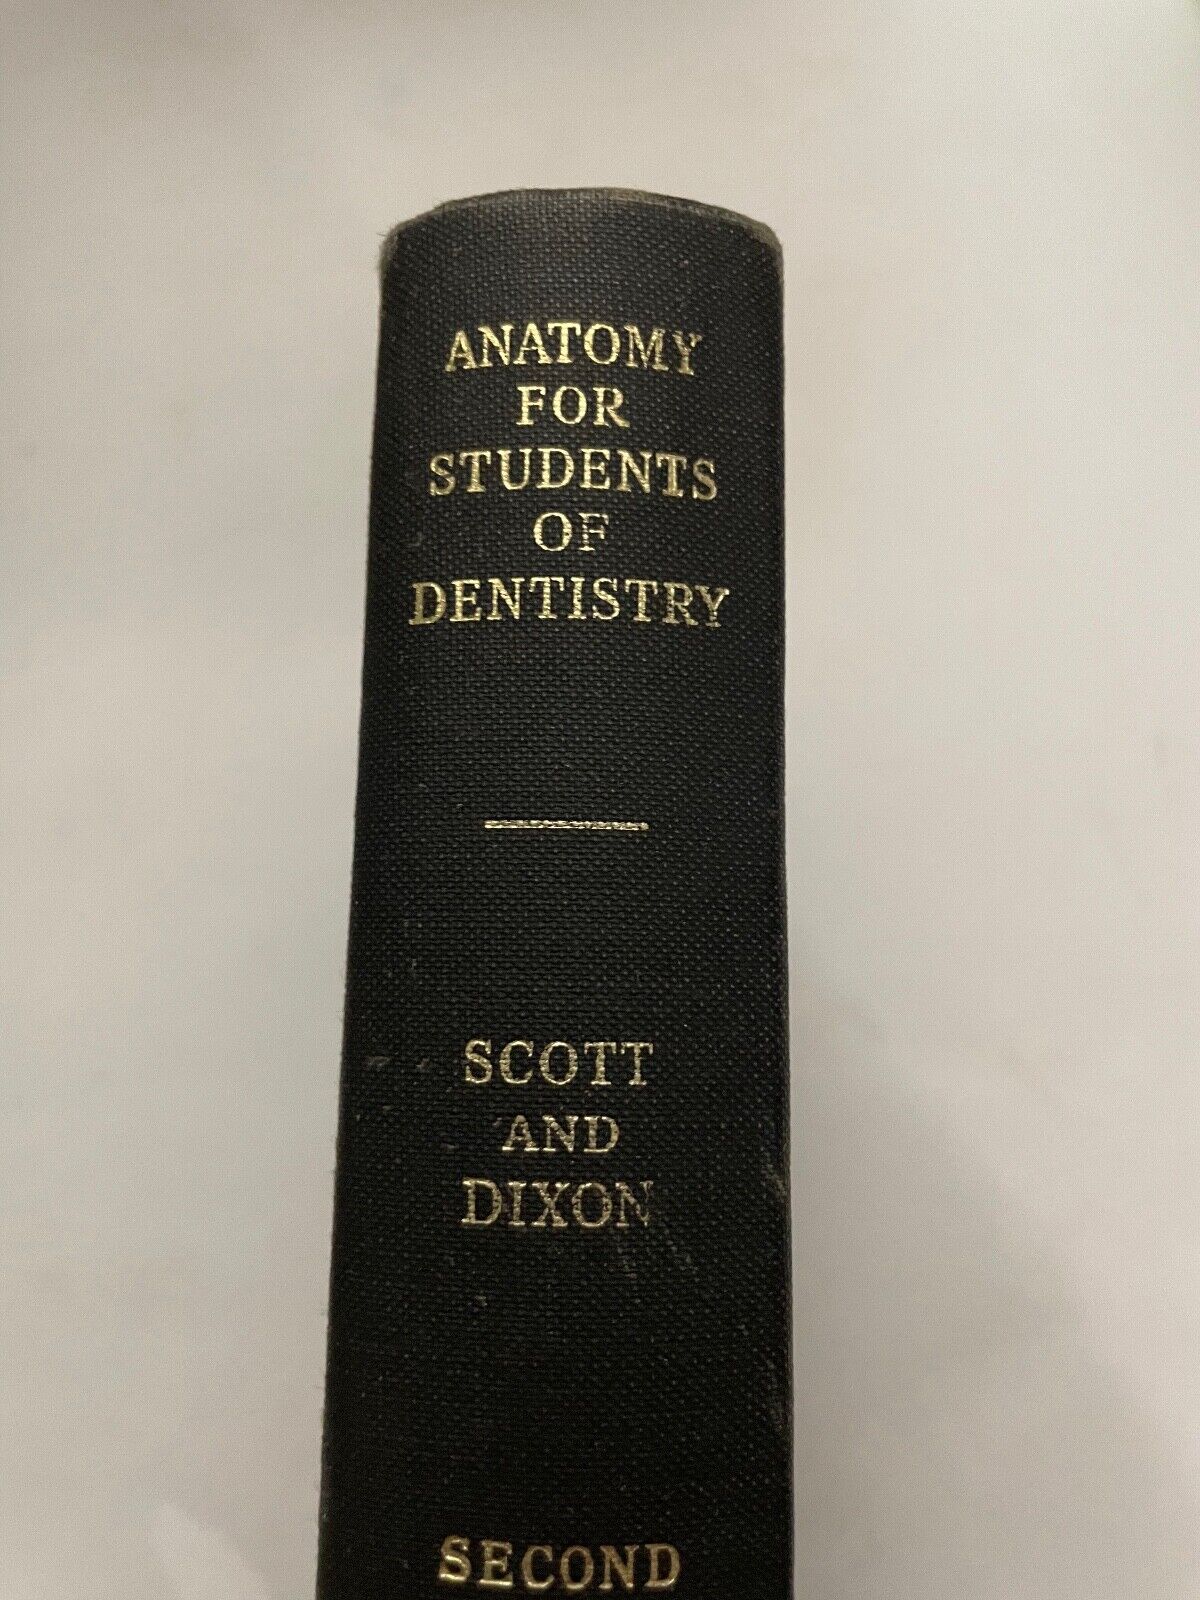 ANATOMY
FOR
STUDENTS
OF
DENTISTRY
SCOTT
AND
DIXON
SECOND